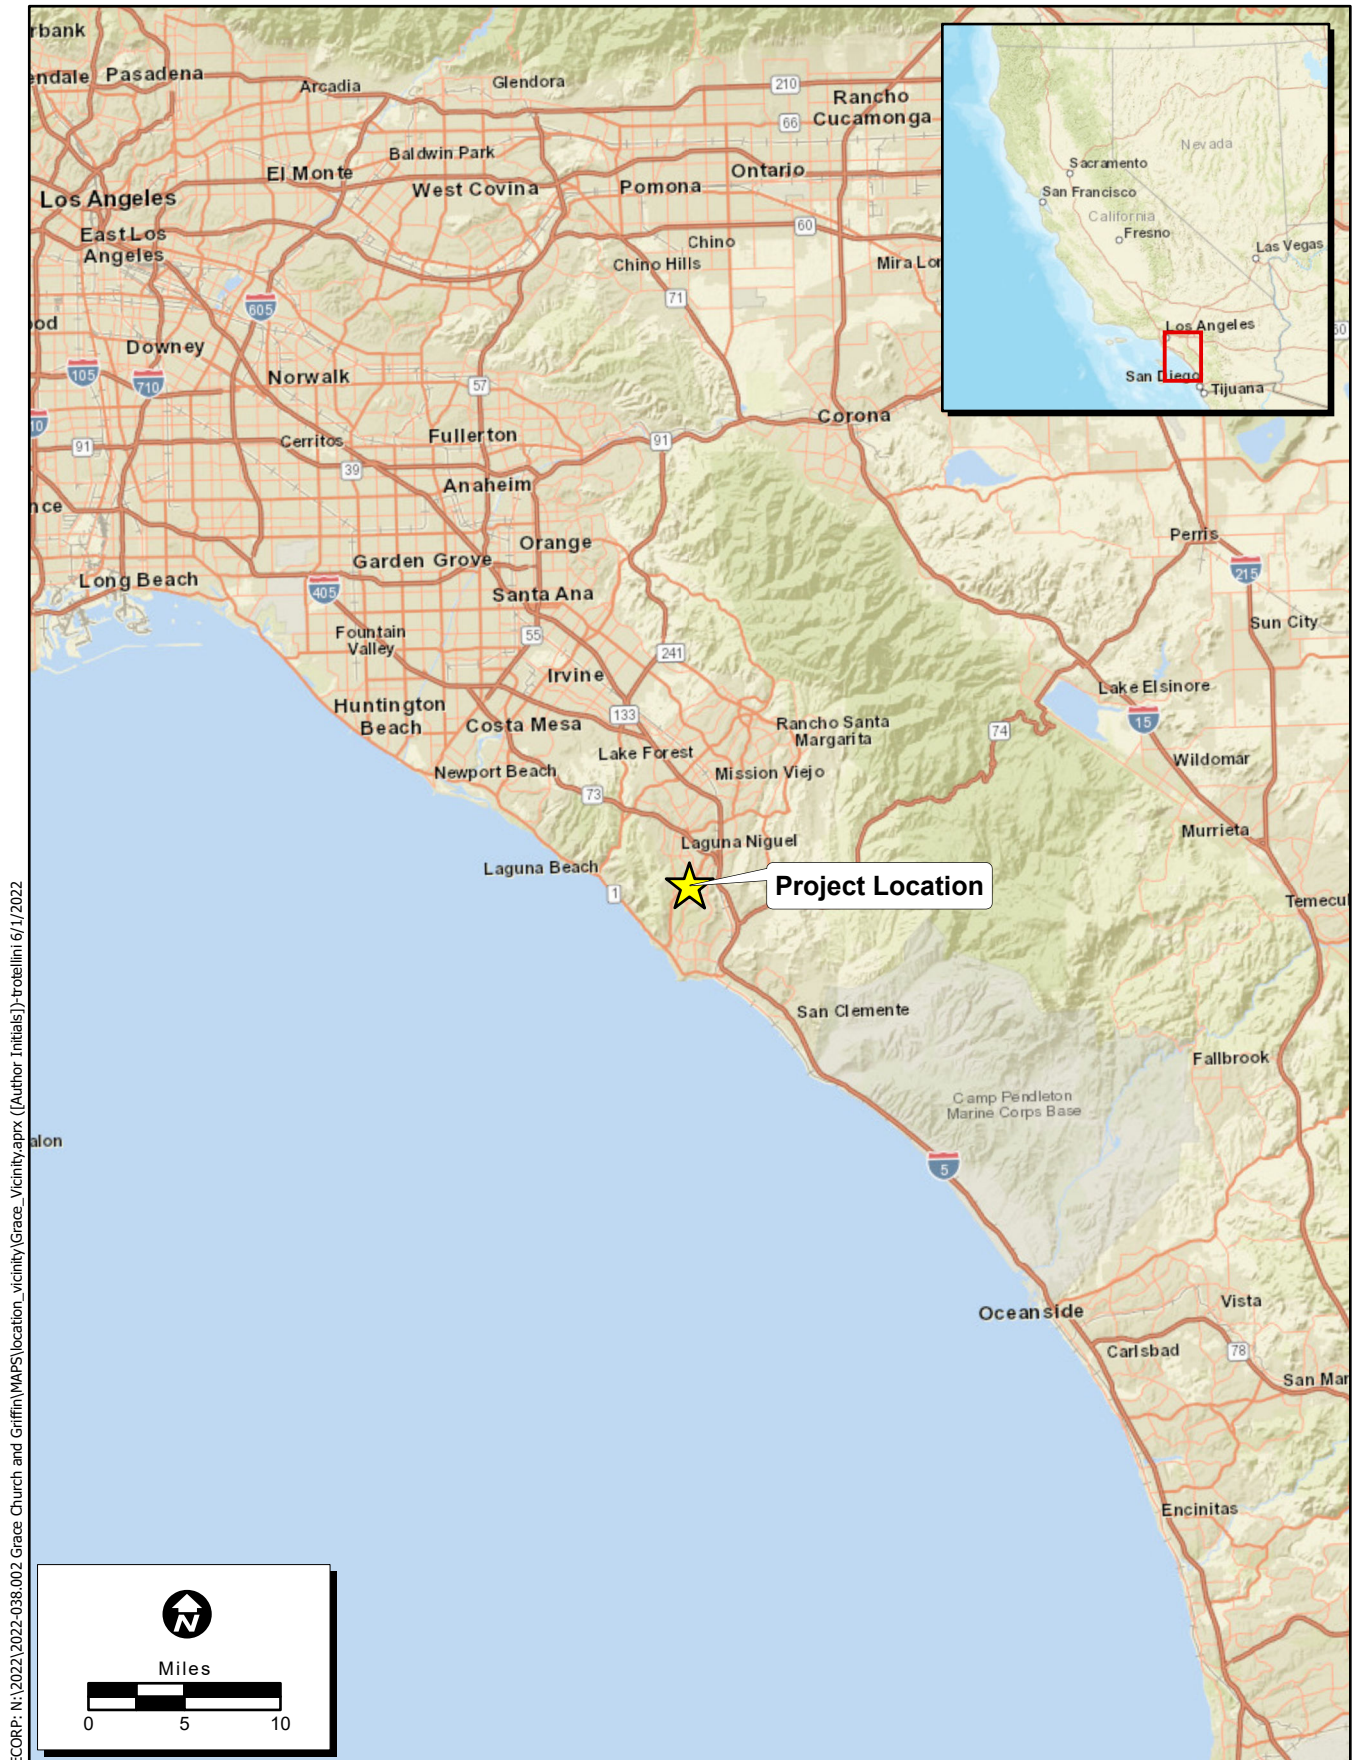 rbank
endale
Pasadena
Arcadia
Glendora
210
Rancho
Cucamonga
66
Baldwin Park
El Monte
West Covina
Pomona
Ontario
Los Angeles
East Los
Angeles
60
Chino
Chino Hills
Mira Lor
71
605
ood
Downey
105
710
Norwalk
57
Corona
10
91
Cerritos
Fullerton
91
39
Anaheim
nce
Orange
Garden Grove
Perris
215
Long Beach
405
Santa Ana
Fountain
Valley
55
241
Sun City
Irvine
Lake Elsinore
Huntington
Beach
Costa Mesa
133
Rancho Santa
Margarita
74
15
Lake Forest
Wildomar
Newport Beach
Mission Viejo
73
Laguna Niguel
Murrieta
Laguna Beach
1
Project Location
Temecul
San Clemente
Fallbrook
Camp Pendleton
Marine Corps Base
alon
5
Oceanside
Vista
Carlsbad
78
San Mar
Encinitas
Nevada
Sacramento
San Francisco
California
Fresno
Las Vegas
Los Angeles
San Diego
Tijuana
60
N
Miles
0 5 10
ECORP: N:\2022\2022-038.002 Grace Church and Griffin\MAPS\location_vicinity\Grace_Vicinity.aprx ([Author Initials])-trotellini 6/1/2022